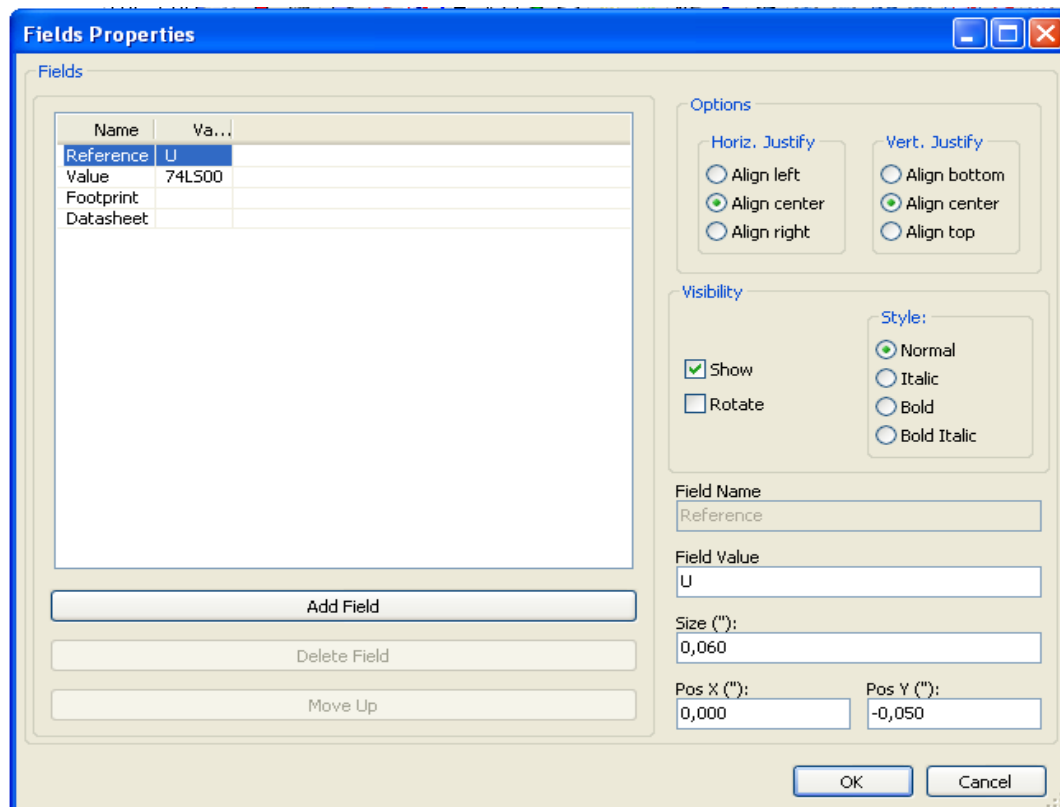 Fields Properties
Fields
Name Va...
Reference U
Value 74LS00
Footprint
Datasheet
Add Field
Delete Field
Move Up
Options
Horiz. Justify
Align left
Align center
Align right
Vert. Justify
Align bottom
Align center
Align top
Visibility
Show
Rotate
Style:
Normal
Italic
Bold
Bold Italic
Field Name
Reference
Field Value
U
Size ("):
0,060
Pos X ("): Pos Y ("):
0,000 -0,050
OK Cancel